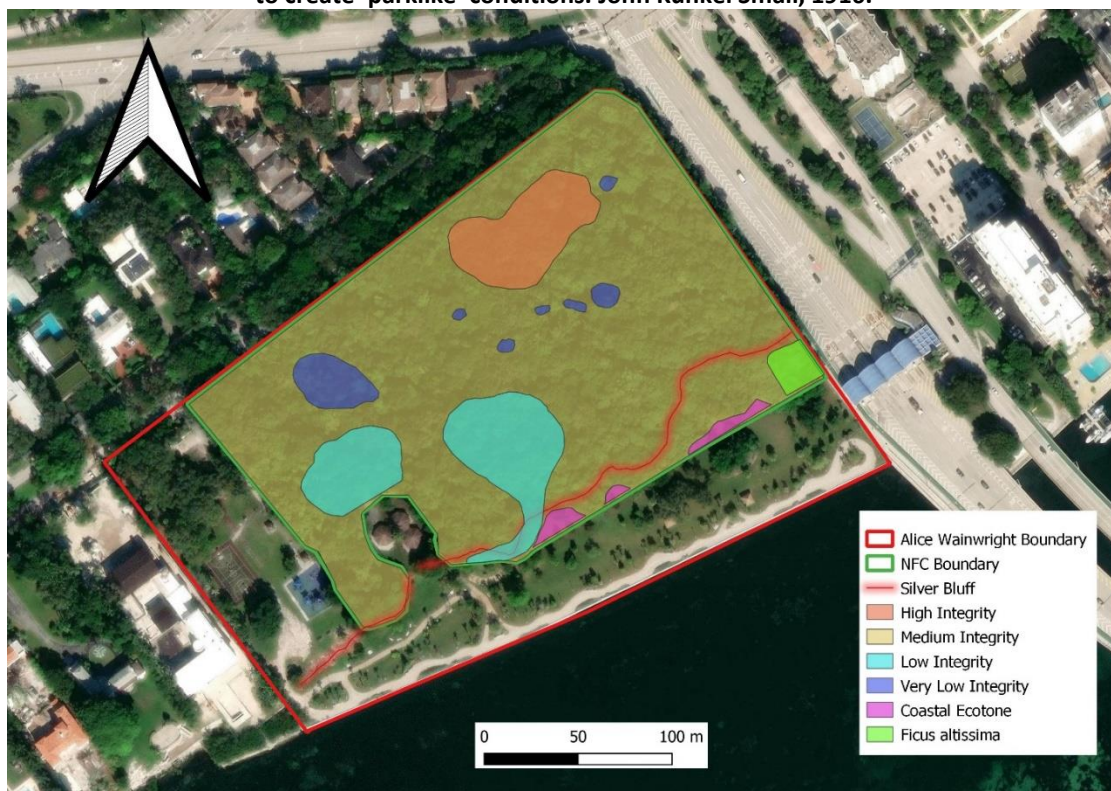 to create 'parklike' conditions. John Kunkel Small, 1916.
Alice Wainwright Boundary
NFC Boundary
Silver Bluff
High Integrity
Medium Integrity
Low Integrity
Very Low Integrity
Coastal Ecotone
Ficus altissima
0 50 100 m